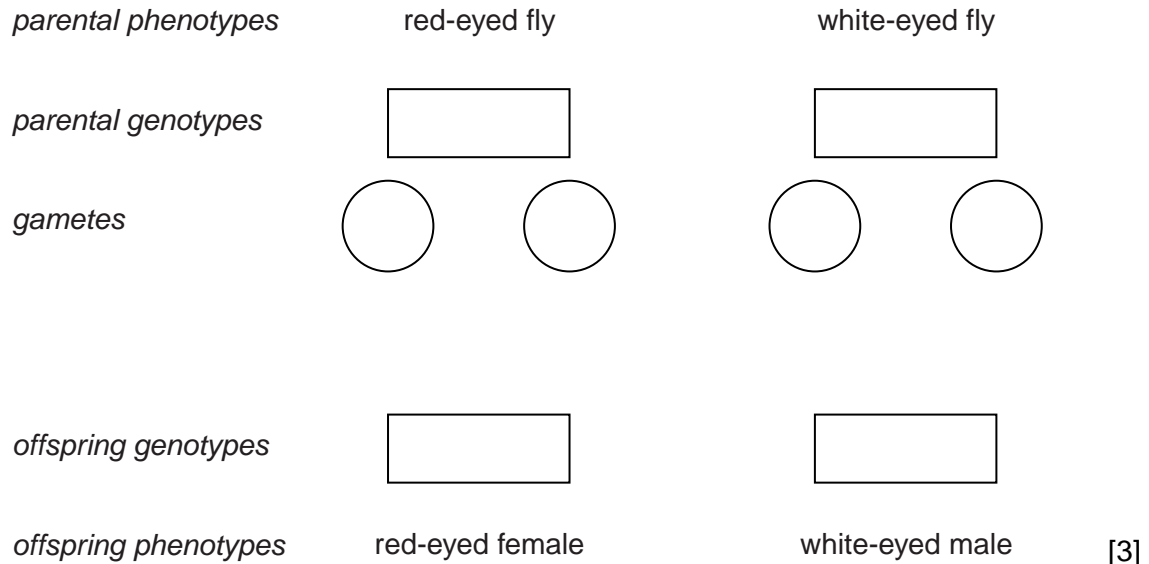 parental phenotypes red-eyed fly white-eyed fly
parental genotypes
gametes
offspring genotypes
offspring phenotypes red-eyed female white-eyed male [3]